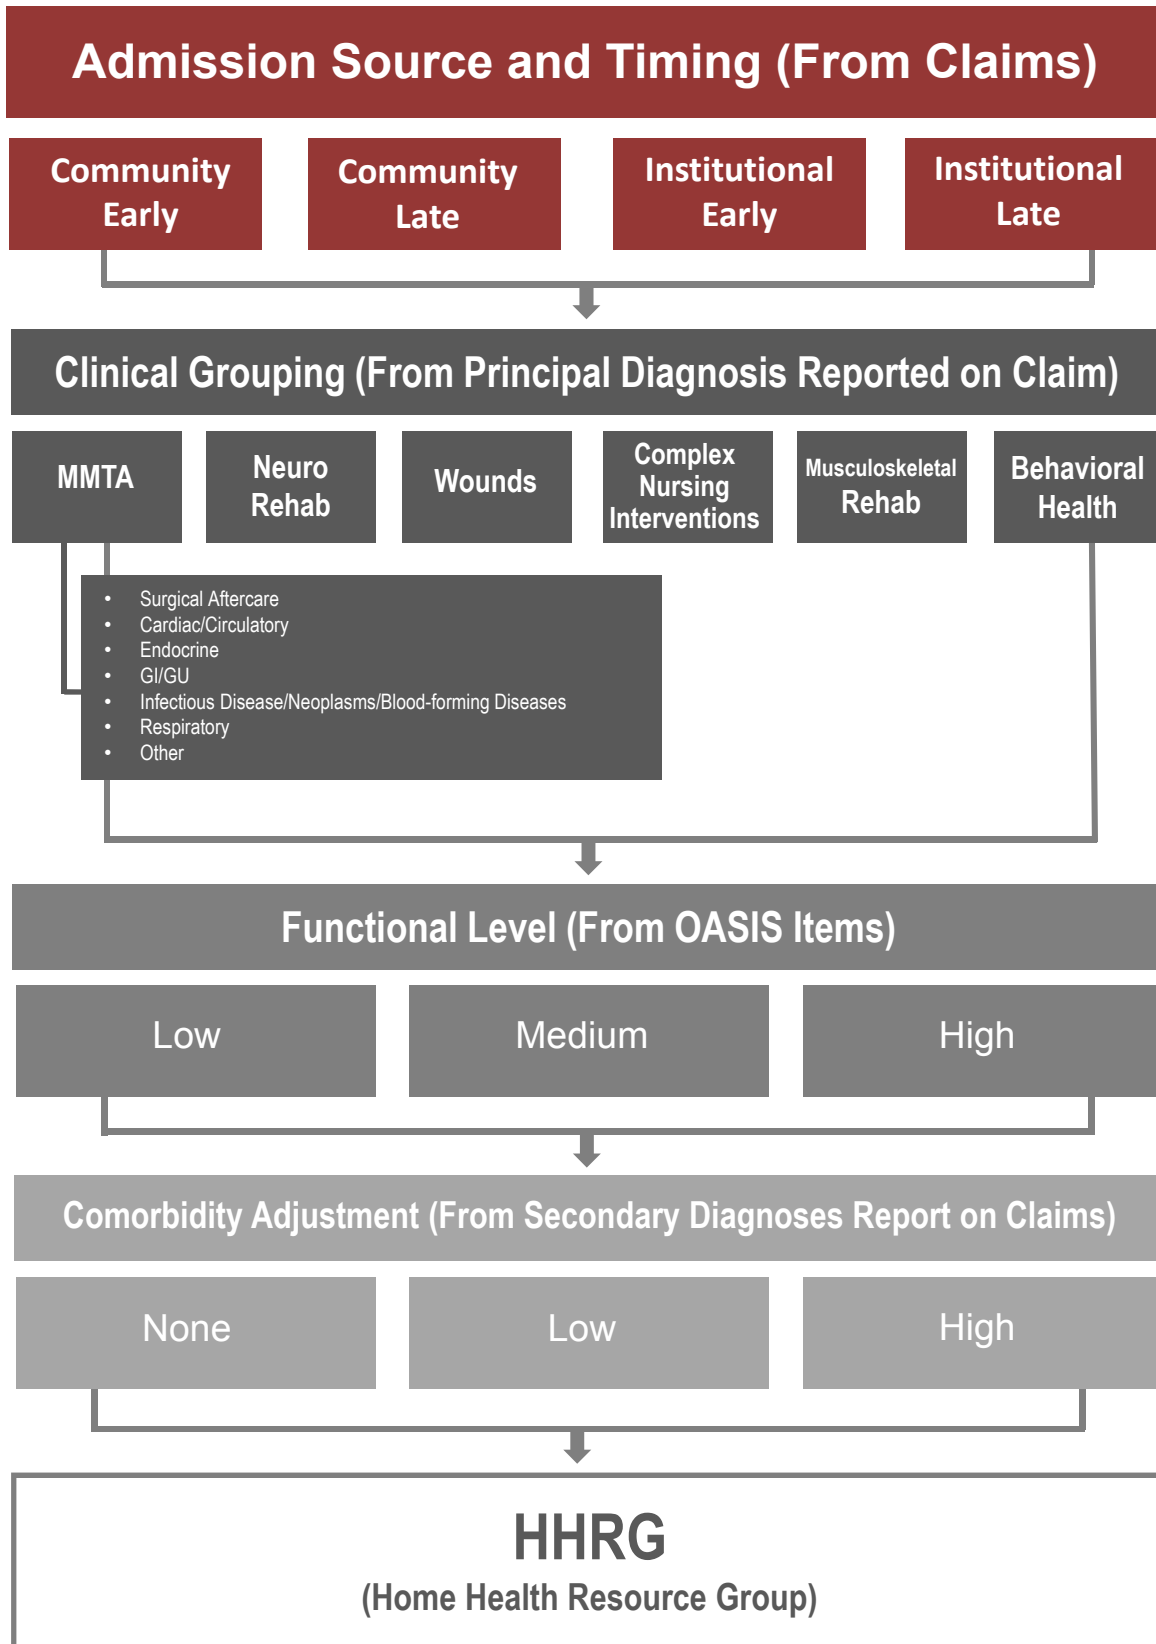 Admission Source and Timing (From Claims)
Community
Early
Community
Late
Institutional
Early
Institutional
Late
Clinical Grouping (From Principal Diagnosis Reported on Claim)
MMTA
Neuro
Rehab
Wounds
Complex
Nursing
Interventions
Musculoskeletal
Rehab
Behavioral
Health
• Surgical Aftercare
• Cardiac/Circulatory
• Endocrine
• GI/GU
• Infectious Disease/Neoplasms/Blood-forming Diseases
• Respiratory
• Other
Functional Level (From OASIS Items)
Low
Medium
High
Comorbidity Adjustment (From Secondary Diagnoses Report on Claims)
None
Low
High
HHRG
(Home Health Resource Group)